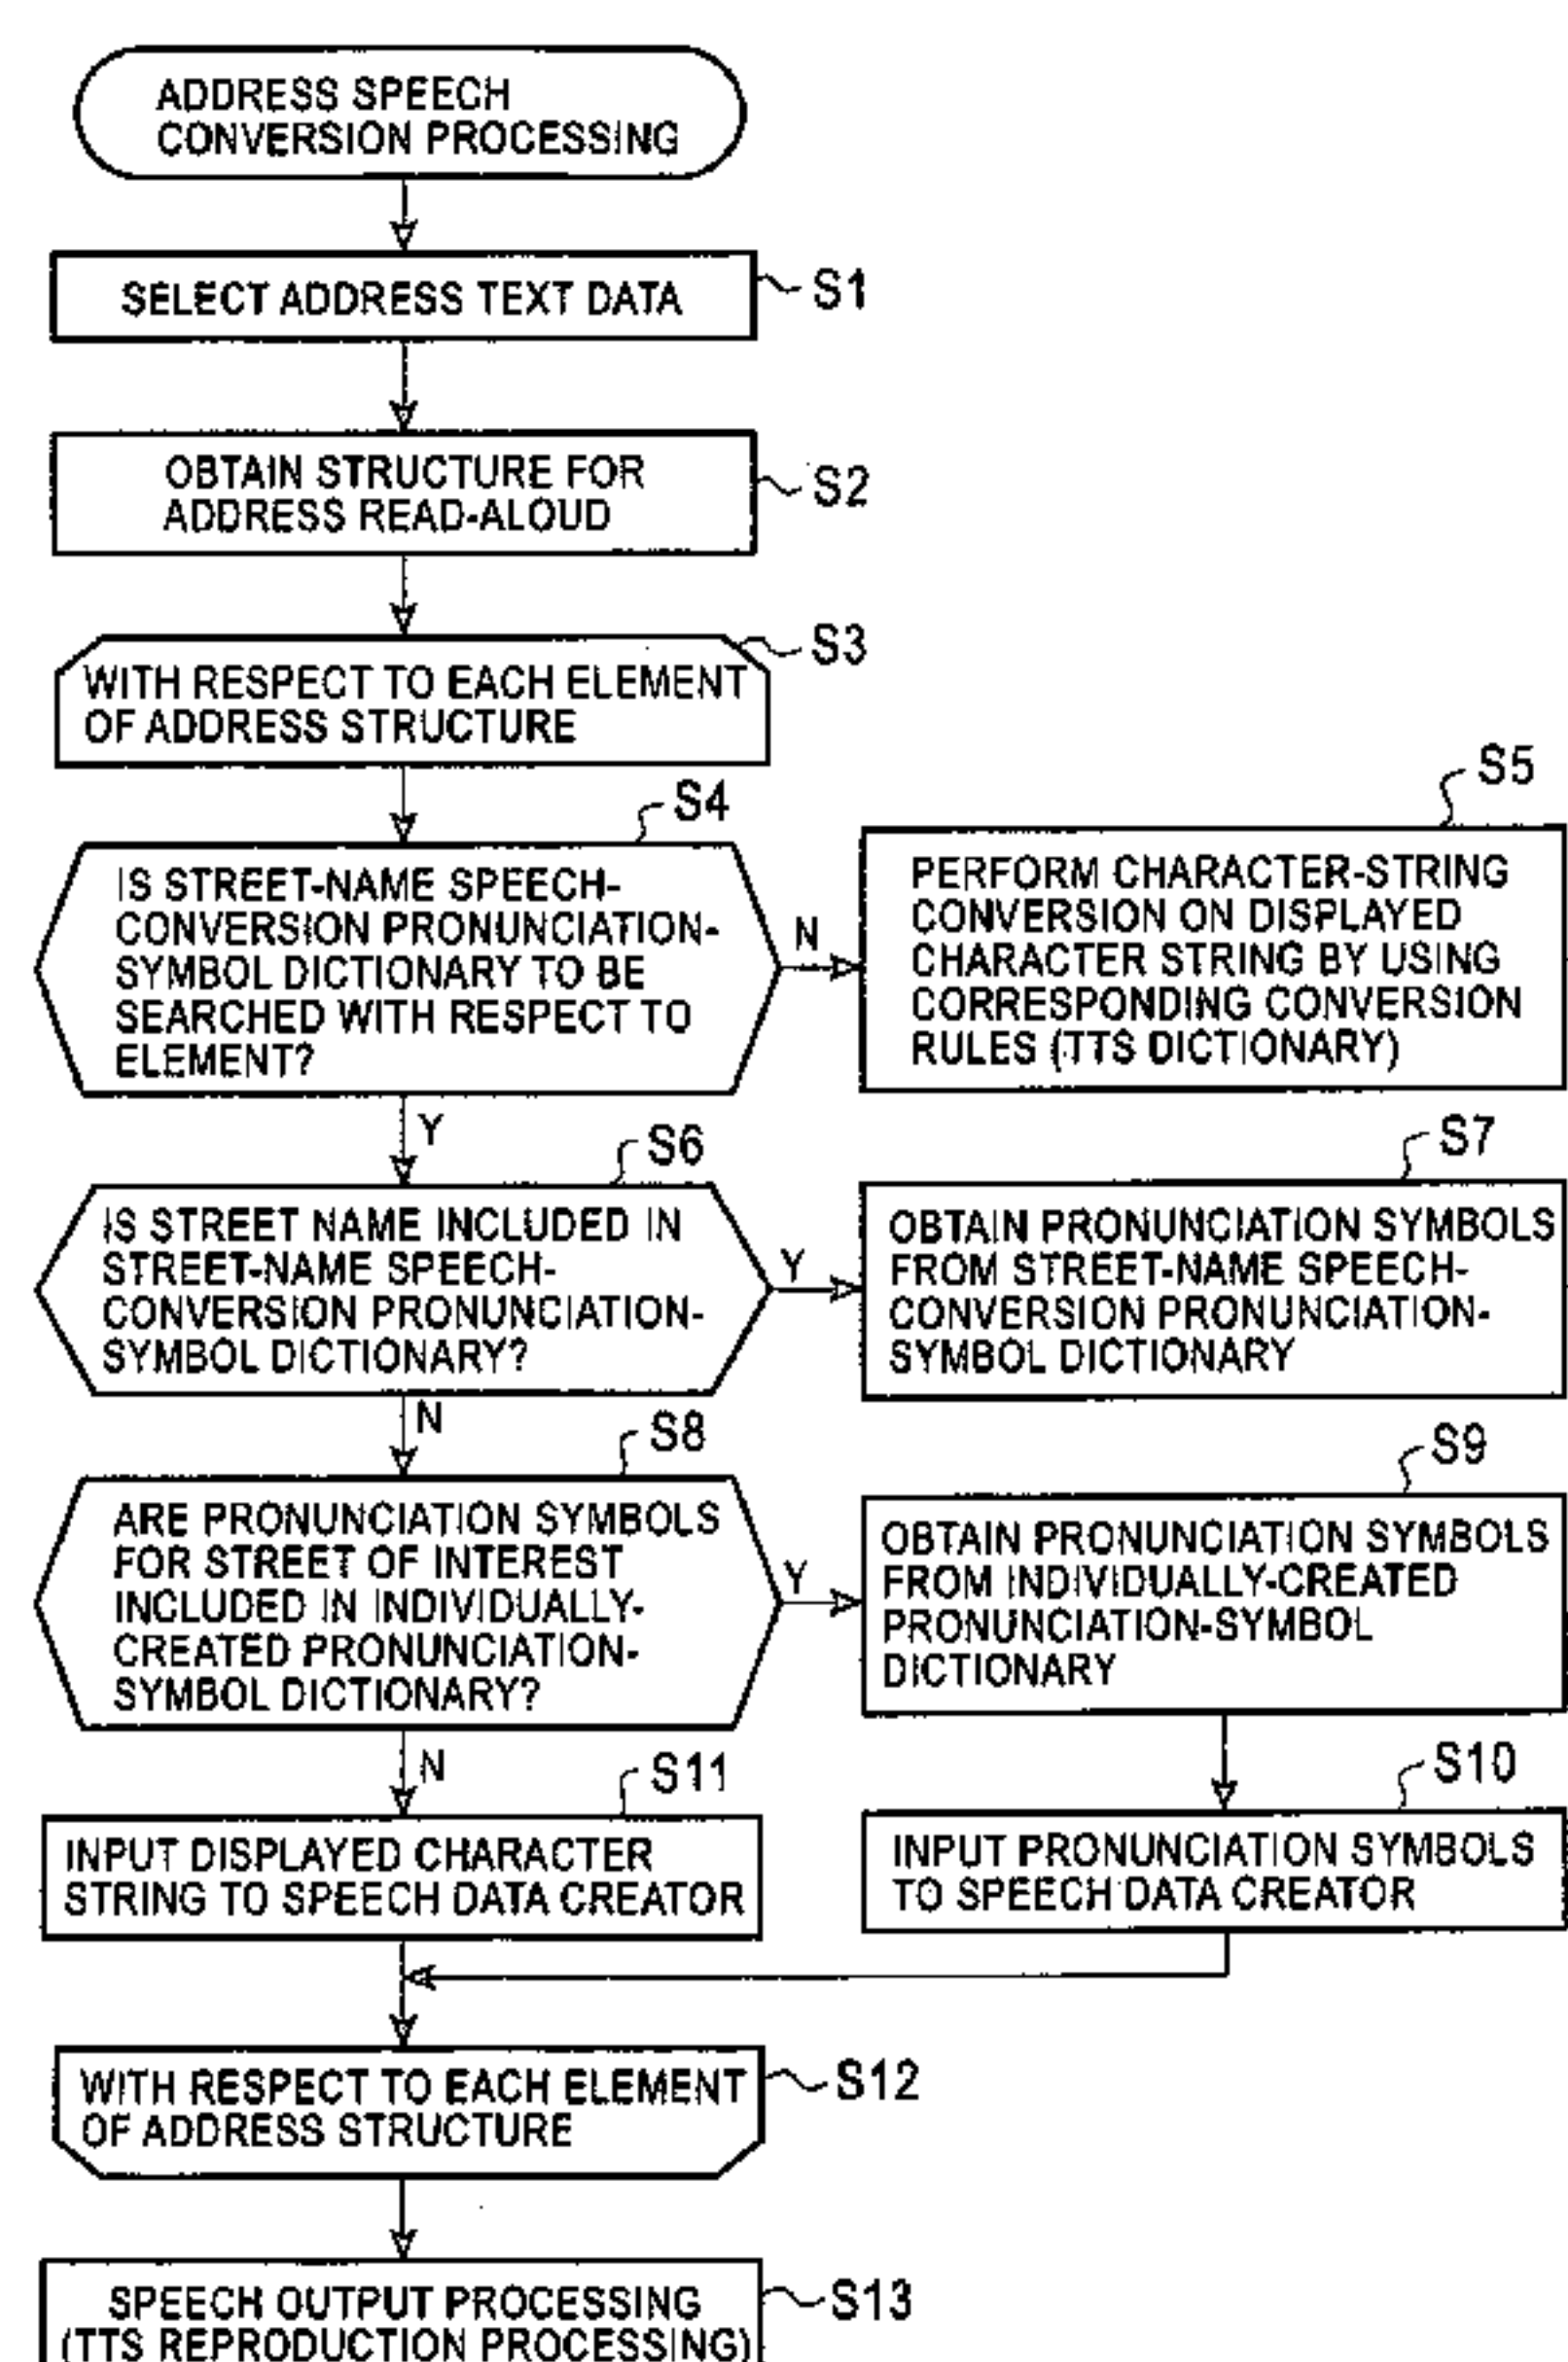 ADDRESS SPEECH
CONVERSION PROCESSING
SELECT ADDRESS TEXT DATA
S1
OBTAIN STRUCTURE FOR
ADDRESS READ-ALOUD
S2
WITH RESPECT TO EACH ELEMENT
OF ADDRESS STRUCTURE
S3
S4
IS STREET-NAME SPEECH-
CONVERSION PRONUNCIATION-
SYMBOL DICTIONARY TO BE
SEARCHED WITH RESPECT TO
ELEMENT?
N
Y
S5
PERFORM CHARACTER-STRING
CONVERSION ON DISPLAYED
CHARACTER STRING BY USING
CORRESPONDING CONVERSION
RULES (TTS DICTIONARY)
S6
IS STREET NAME INCLUDED IN
STREET-NAME SPEECH-
CONVERSION PRONUNCIATION-
SYMBOL DICTIONARY?
Y
N
S7
OBTAIN PRONUNCIATION SYMBOLS
FROM STREET-NAME SPEECH-
CONVERSION PRONUNCIATION-
SYMBOL DICTIONARY
S8
ARE PRONUNCIATION SYMBOLS
FOR STREET OF INTEREST
INCLUDED IN INDIVIDUALLY-
CREATED PRONUNCIATION-
SYMBOL DICTIONARY?
Y
N
S9
OBTAIN PRONUNCIATION SYMBOLS
FROM INDIVIDUALLY-CREATED
PRONUNCIATION-SYMBOL
DICTIONARY
S11
INPUT DISPLAYED CHARACTER
STRING TO SPEECH DATA CREATOR
S10
INPUT PRONUNCIATION SYMBOLS
TO SPEECH DATA CREATOR
WITH RESPECT TO EACH ELEMENT
OF ADDRESS STRUCTURE
S12
SPEECH OUTPUT PROCESSING
(TTS REPRODUCTION PROCESSING)
S13